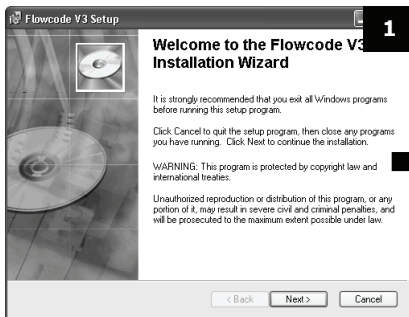 Flowcode V3 Setup
1
Welcome to the Flowcode V3
Installation Wizard
It is strongly recommended that you exit all Windows programs
before running this setup program.
Click Cancel to quit the setup program, then close any programs
you have running. Click Next to continue the installation.
WARNING: This program is protected by copyright law and
international treaties.
Unauthorized reproduction or distribution of this program, or any
portion of it, may result in severe civil and criminal penalties, and
will be prosecuted to the maximum extent possible under law.
< Back
Next >
Cancel